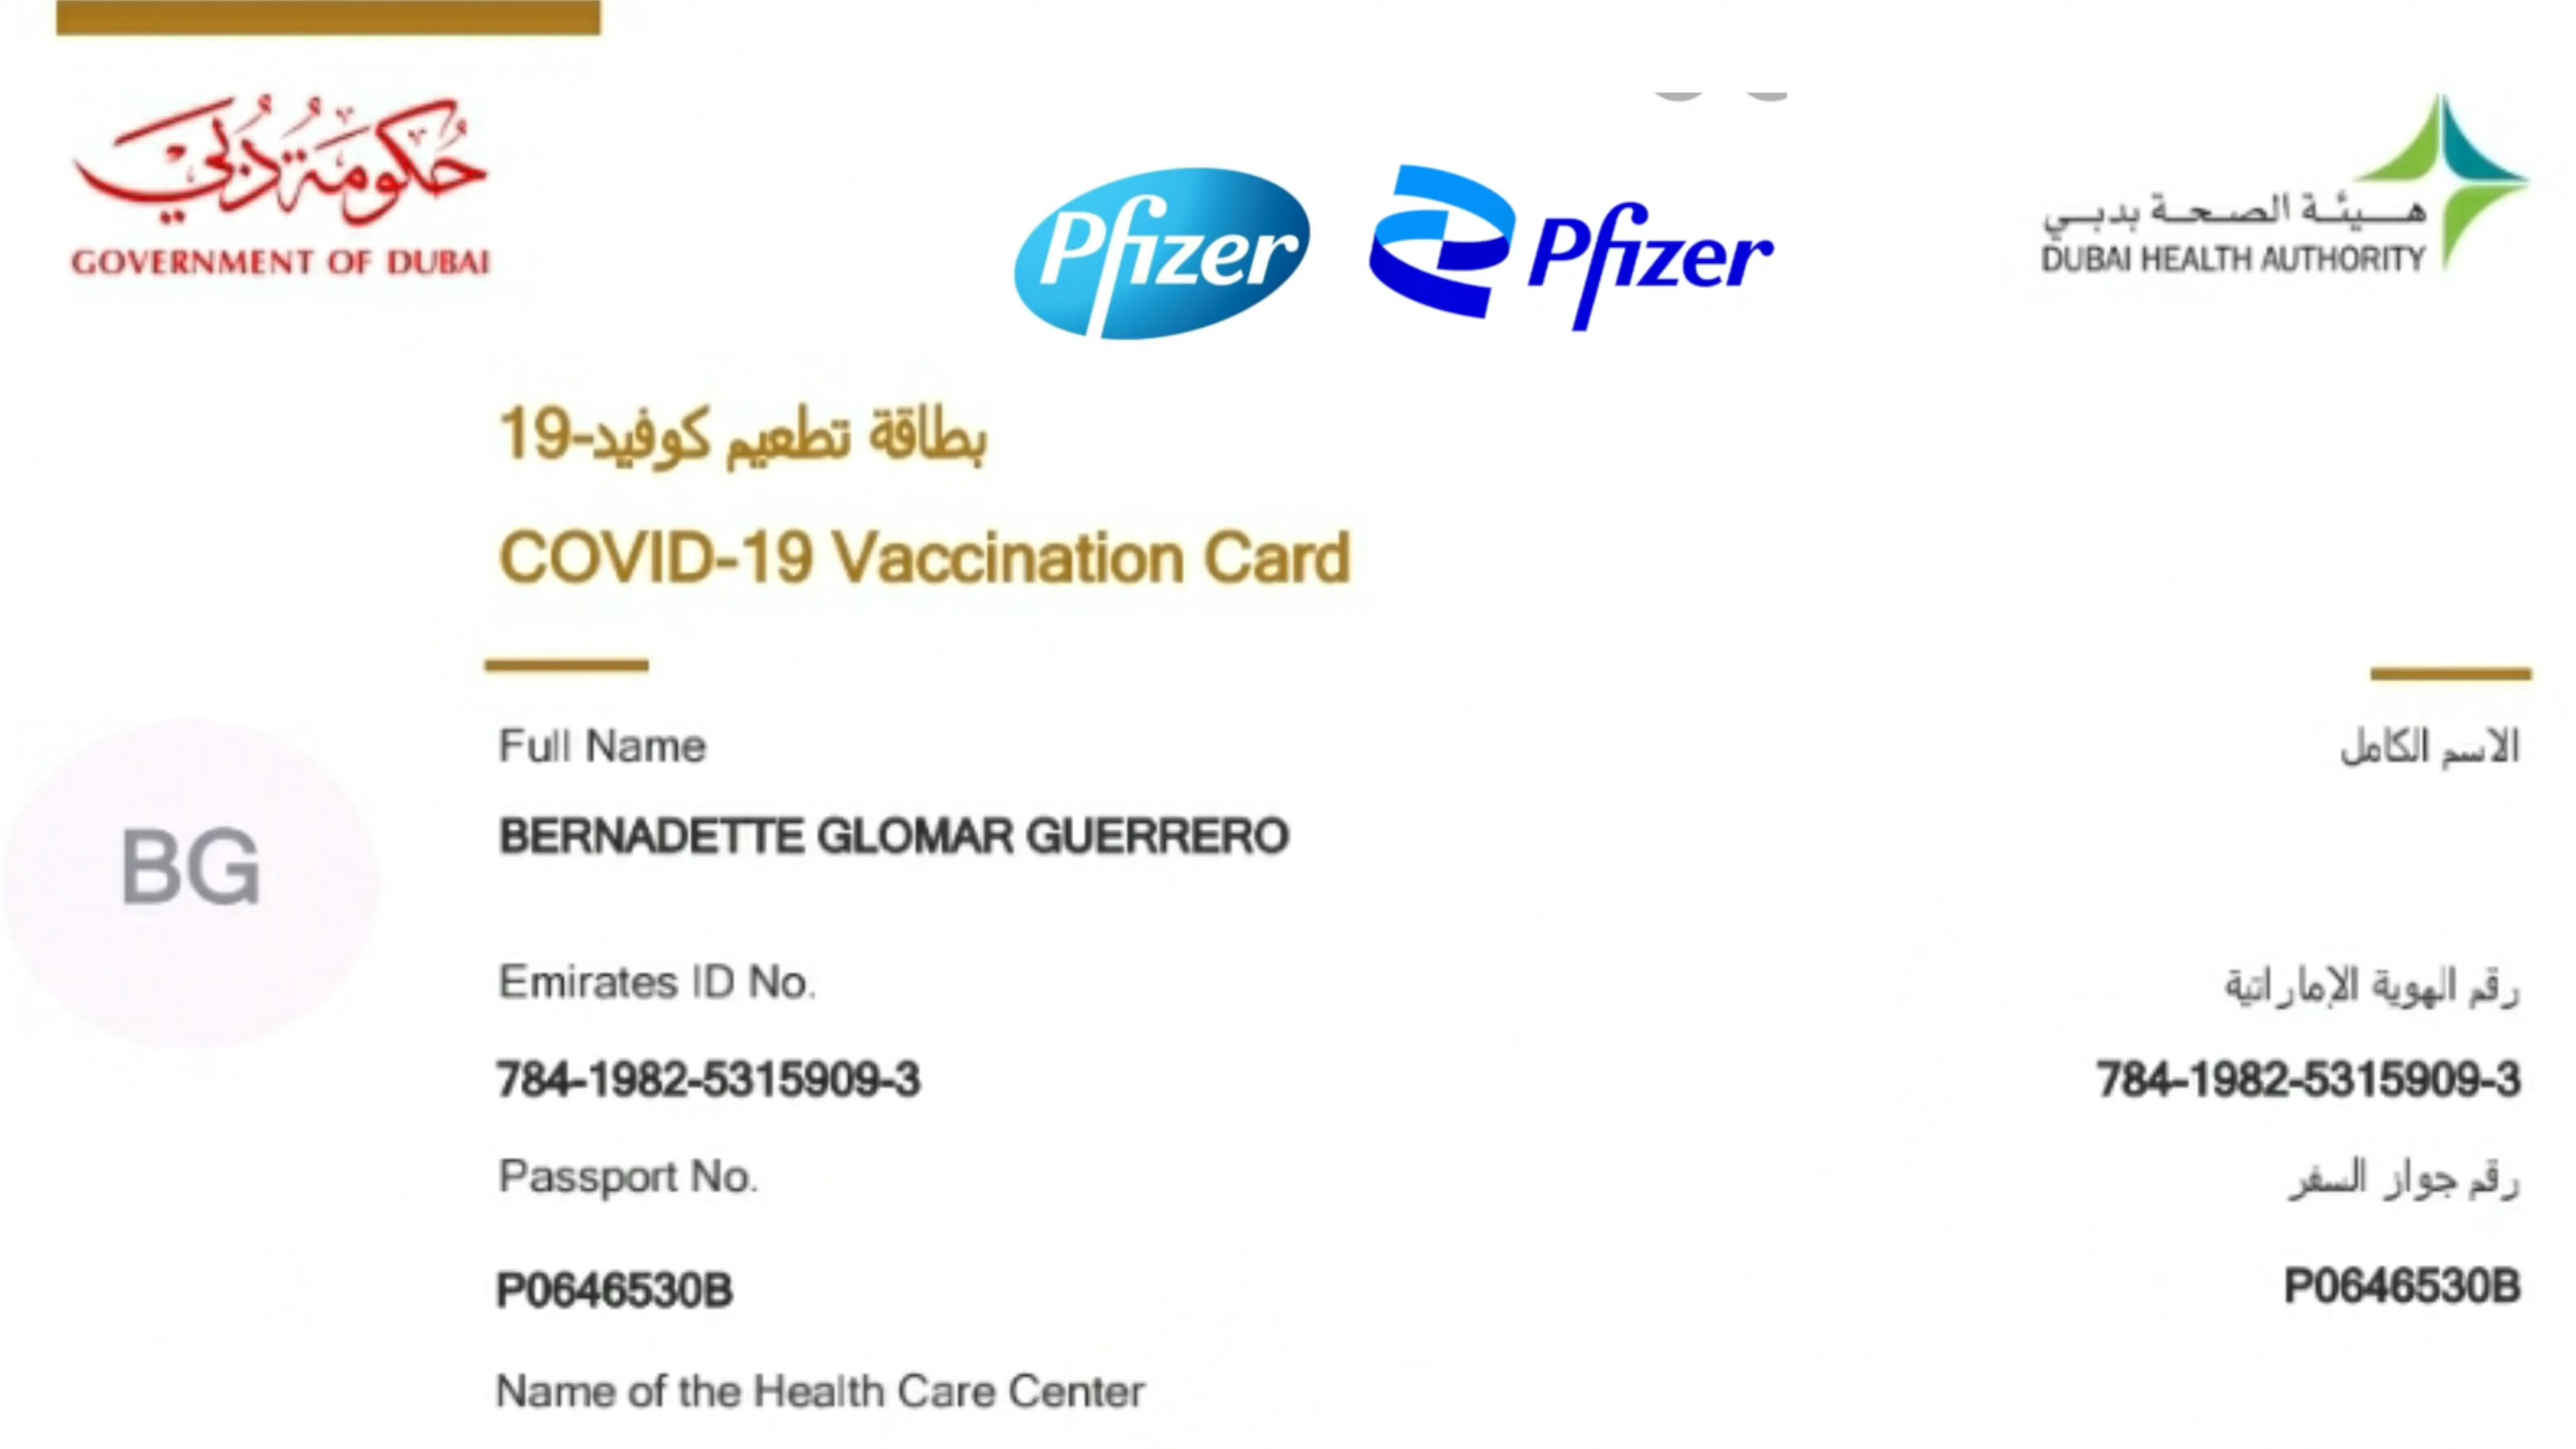 حكومة دبي
GOVERNMENT OF DUBAI
Pfizer Pfizer
هيئة الصحة بدبي
DUBAI HEALTH AUTHORITY
بطاقة تطعيم كوفيد-19
COVID-19 Vaccination Card
Full Name الاسم الكامل
BERNADETTE GLOMAR GUERRERO
BG
Emirates ID No. رقم الهوية الإماراتية
784-1982-5315909-3 784-1982-5315909-3
Passport No. رقم جواز السفر
P0646530B P0646530B
Name of the Health Care Center